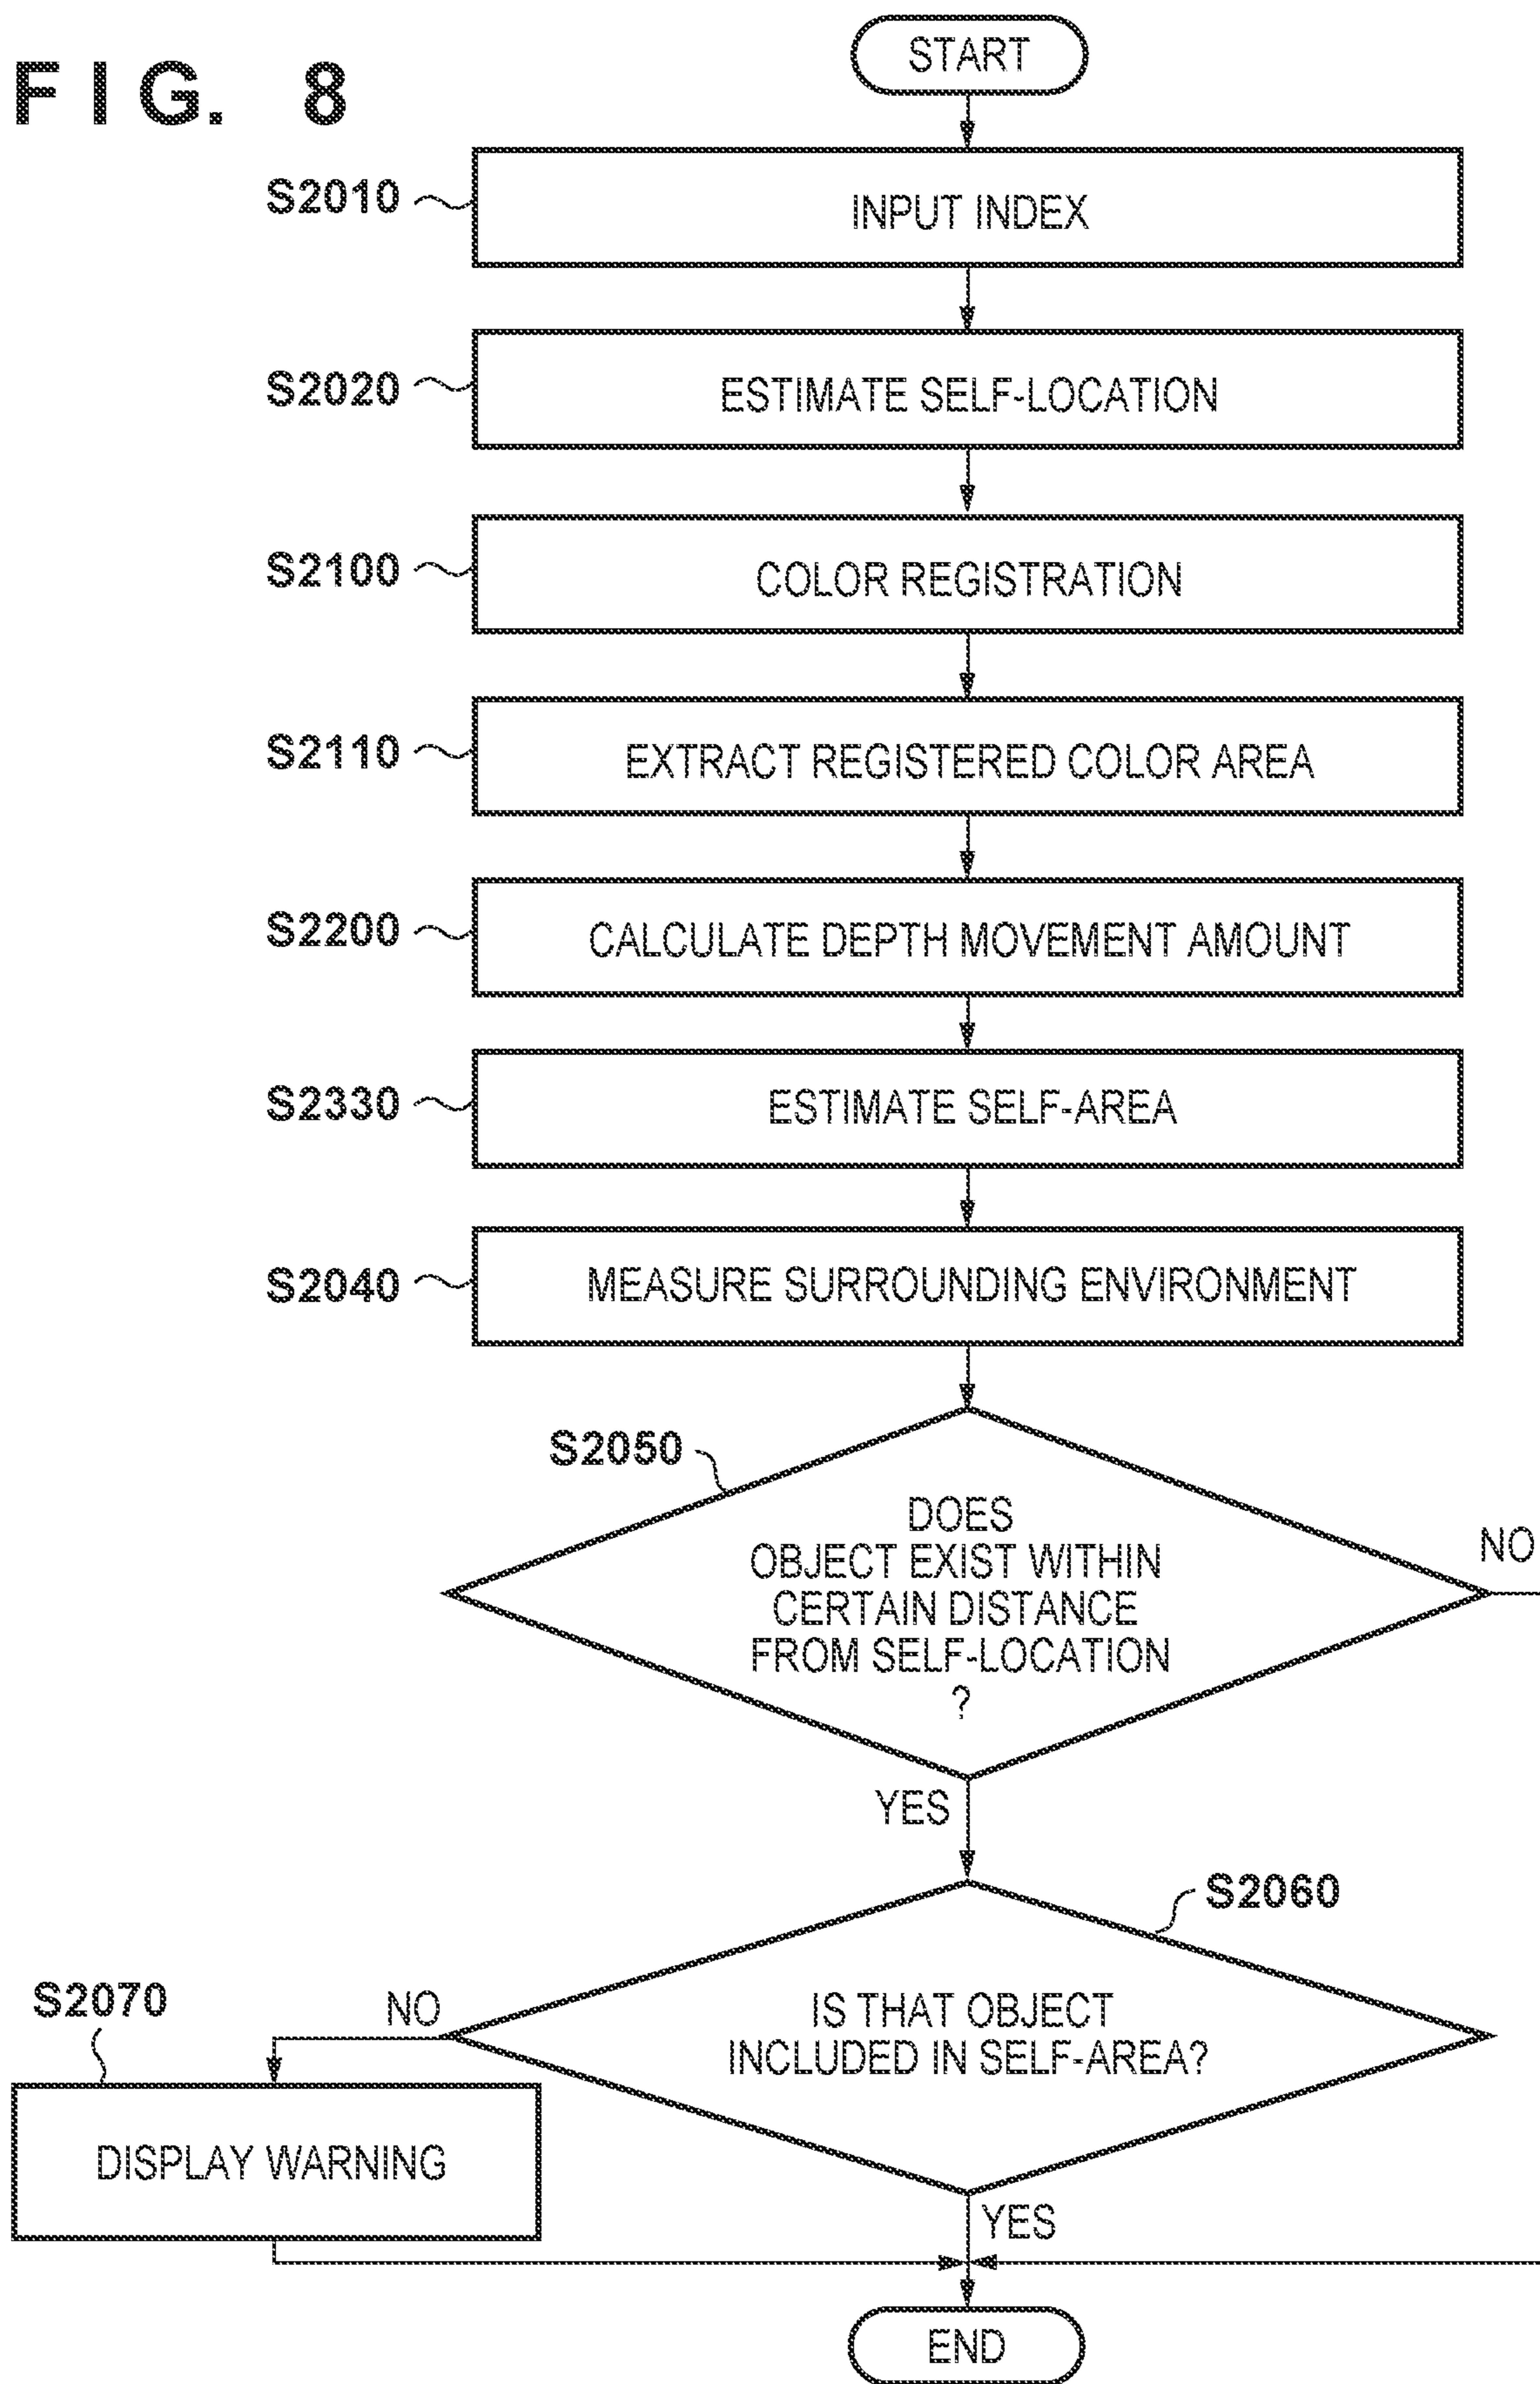 FIG. 8
START
S2010
INPUT INDEX
S2020
ESTIMATE SELF-LOCATION
S2100
COLOR REGISTRATION
S2110
EXTRACT REGISTERED COLOR AREA
S2200
CALCULATE DEPTH MOVEMENT AMOUNT
S2330
ESTIMATE SELF-AREA
S2040
MEASURE SURROUNDING ENVIRONMENT
S2050
DOES
OBJECT EXIST WITHIN
CERTAIN DISTANCE
FROM SELF-LOCATION
?
NO
YES
S2060
IS THAT OBJECT
INCLUDED IN SELF-AREA?
NO
S2070
DISPLAY WARNING
YES
END